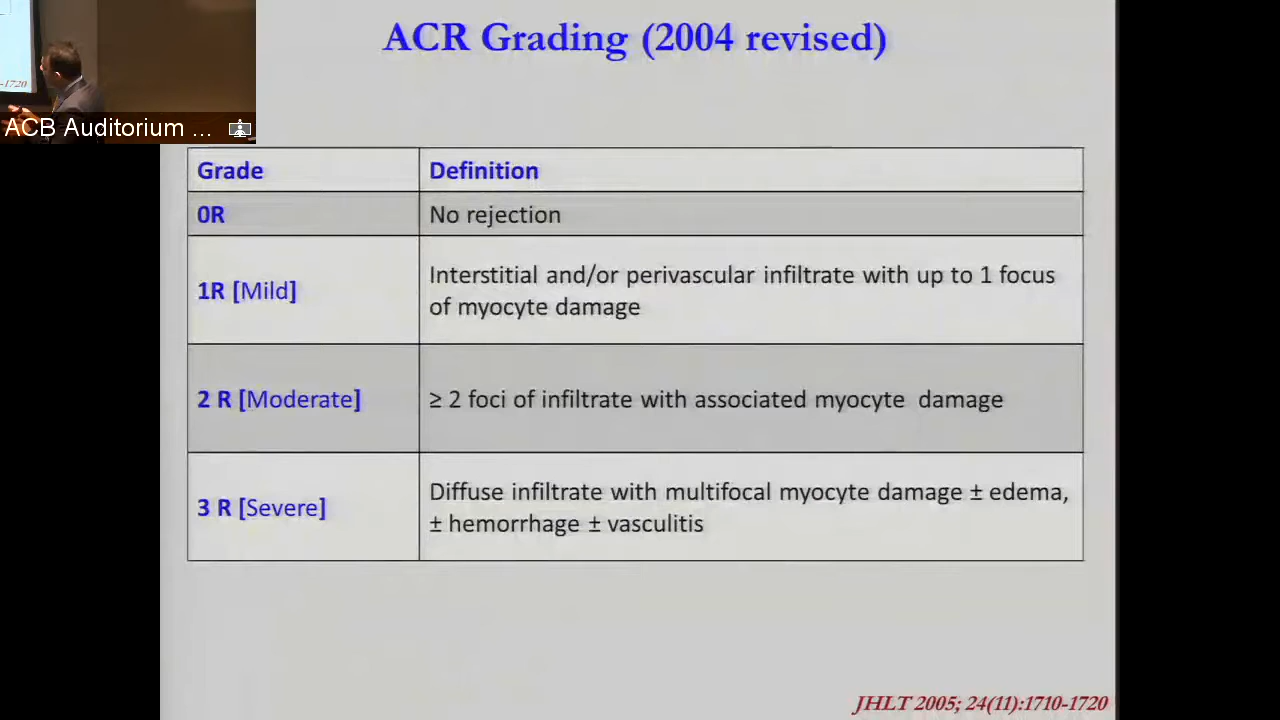 ACR Grading (2004 revised)
-1720
ACB Auditorium ...
Grade Definition
0R No rejection
1R [Mild] Interstitial and/or perivascular infiltrate with up to 1 focus
of myocyte damage
2 R [Moderate] ≥ 2 foci of infiltrate with associated myocyte damage
3 R [Severe] Diffuse infiltrate with multifocal myocyte damage ± edema,
± hemorrhage ± vasculitis
JHLT 2005; 24(11):1710-1720